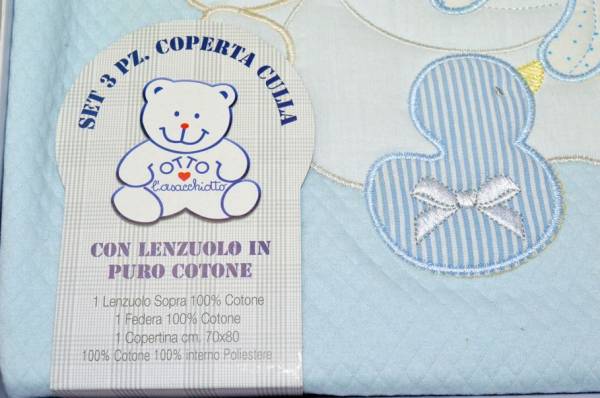 SET 3 PZ. COPERTA CULLA
OTTO
l'orsacchiotto
CON LENZUOLO IN
PURO COTONE
1 Lenzuolo Sopra 100% Cotone
1 Federa 100% Cotone
1 Copertina cm. 70x80
100% Cotone 100% interno Poliestere